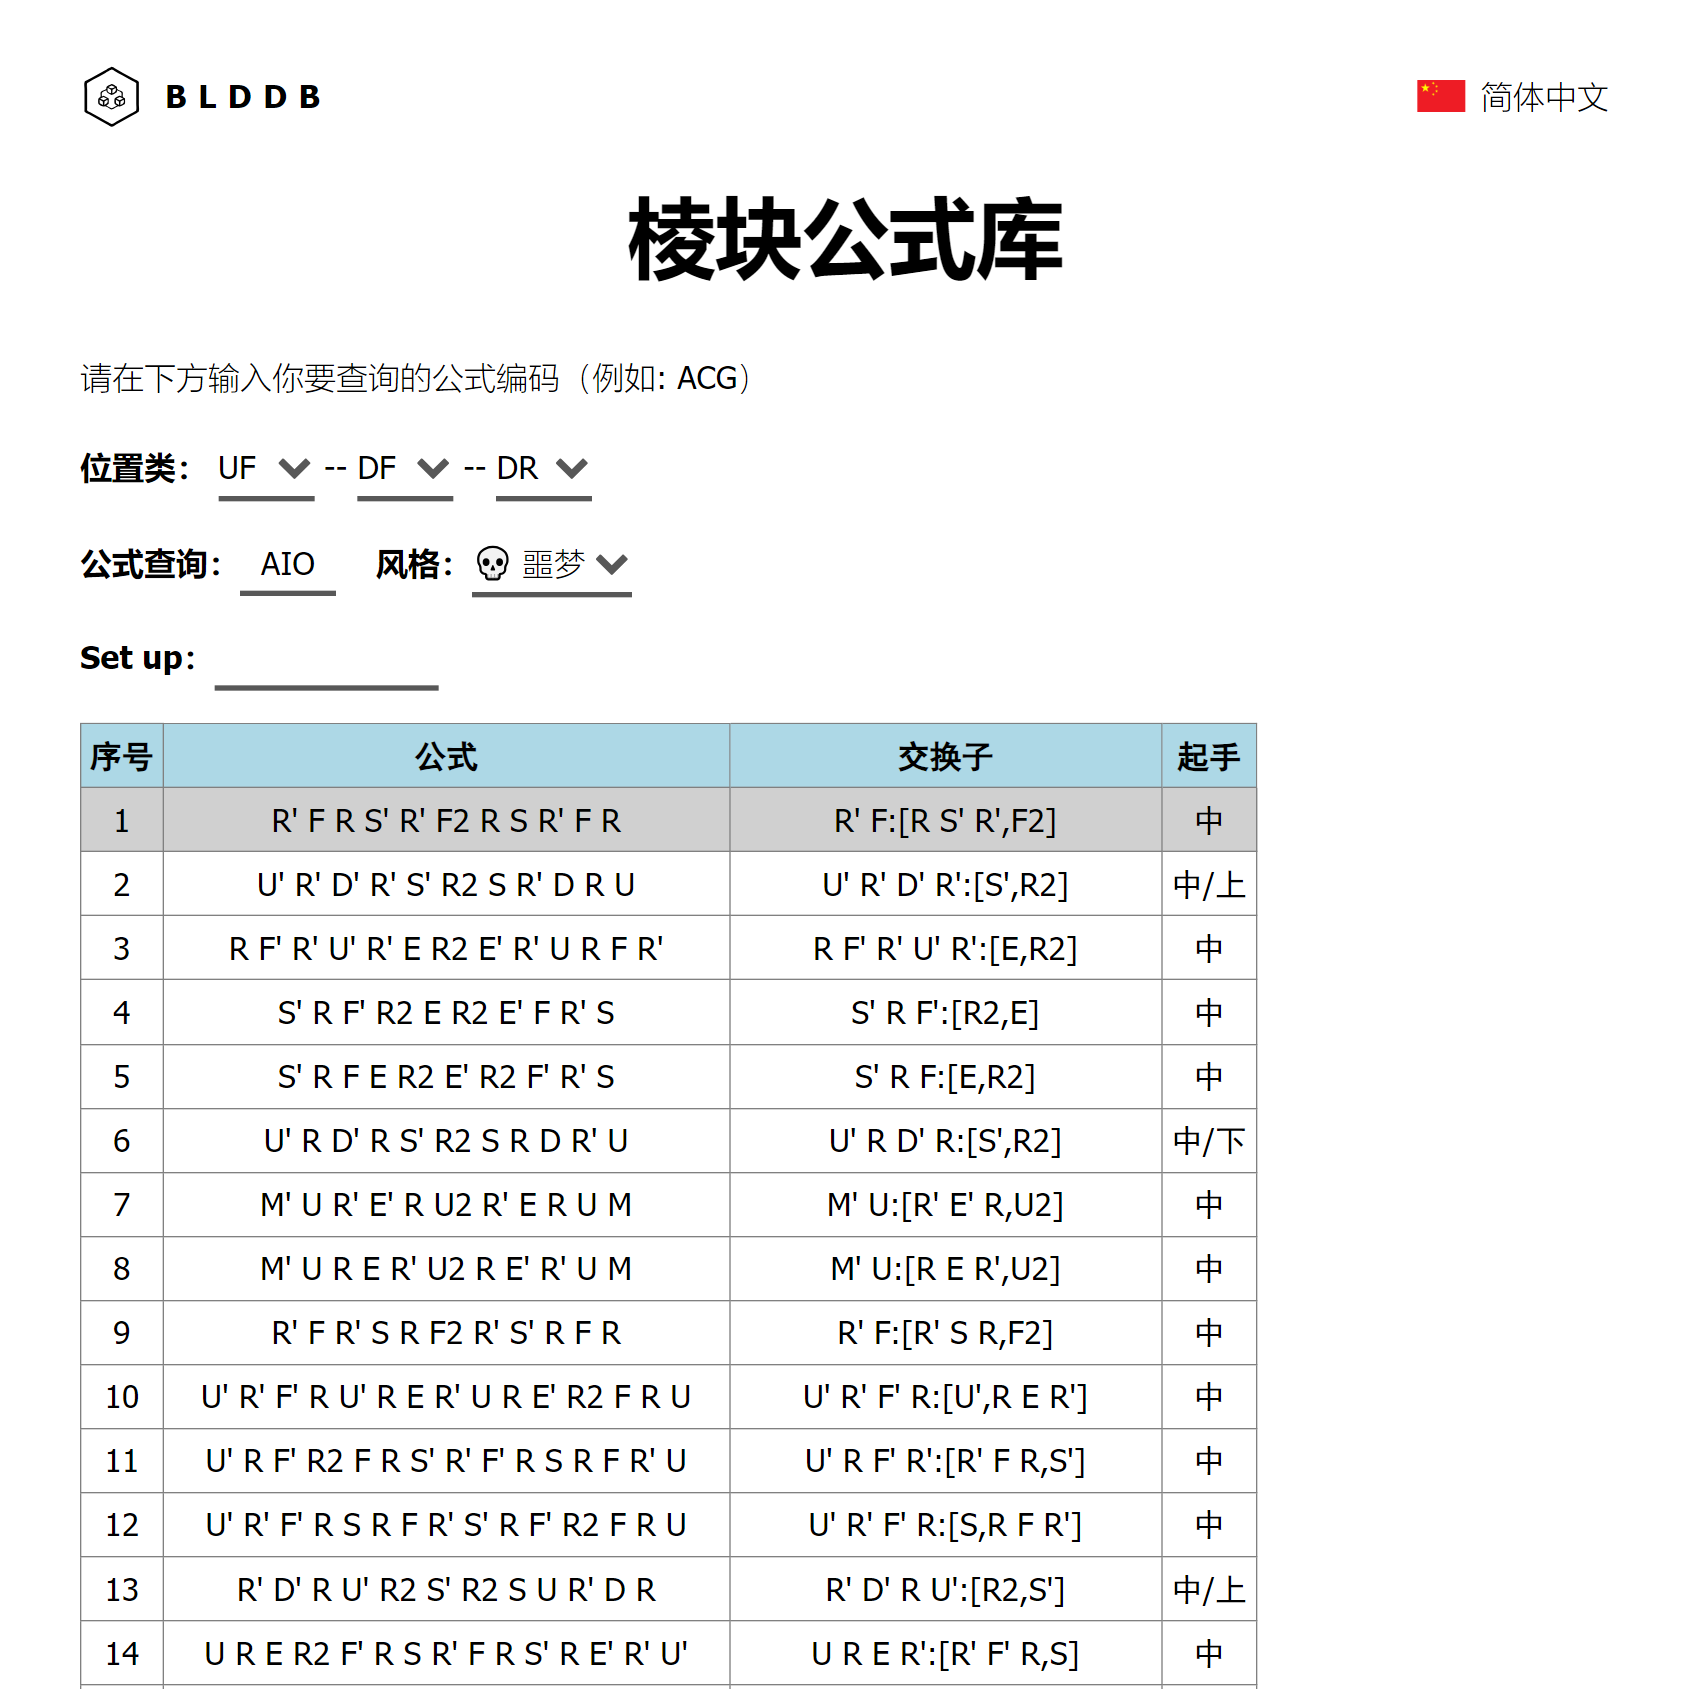 BLDDB
简体中文
棱块公式库
请在下方输入你要查询的公式编码（例如: ACG）
位置类： UF -- DF -- DR
公式查询： AIO 风格： 💀 噩梦
Set up：
序号 公式 交换子 起手
1 R' F R S' R' F2 R S R' F R R' F:[R S' R',F2] 中
2 U' R' D' R' S' R2 S R' D R U U' R' D' R':[S',R2] 中/上
3 R F' R' U' R' E R2 E' R' U R F R' R F' R' U' R':[E,R2] 中
4 S' R F' R2 E R2 E' F R' S S' R F':[R2,E] 中
5 S' R F E R2 E' R2 F' R' S S' R F:[E,R2] 中
6 U' R D' R S' R2 S R D R' U U' R D' R:[S',R2] 中/下
7 M' U R' E' R U2 R' E R U M M' U:[R' E' R,U2] 中
8 M' U R E R' U2 R E' R' U M M' U:[R E R',U2] 中
9 R' F R' S R F2 R' S' R F R R' F:[R' S R,F2] 中
10 U' R' F' R U' R E R' U R E' R2 F R U U' R' F' R:[U',R E R'] 中
11 U' R F' R2 F R S' R' F' R S R F R' U U' R F' R':[R' F R,S'] 中
12 U' R' F' R S R F R' S' R F' R2 F R U U' R' F' R:[S,R F R'] 中
13 R' D' R U' R2 S' R2 S U R' D R R' D' R U':[R2,S'] 中/上
14 U R E R2 F' R S R' F R S' R E' R' U' U R E R':[R' F' R,S] 中